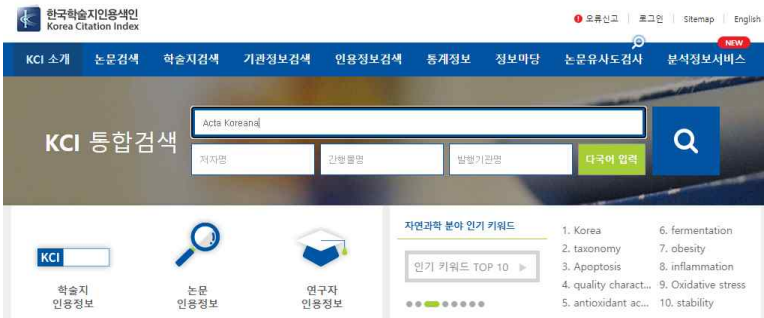 한국학술지인용색인
Korea Citation Index
오류신고 | 로그인 | Sitemap | English
KCI 소개 논문검색 학술지검색 기관정보검색 인용정보검색 통계정보 정보마당 논문유사도검사 분석정보서비스
NEW
KCI 통합검색
Acta Koreana
저자명 간행물명 발행기관명 다국어 입력
KCI
학술지
인용정보
논문
인용정보
연구자
인용정보
자연과학 분야 인기 키워드
인기 키워드 TOP 10
1. Korea
2. taxonomy
3. Apoptosis
4. quality charact...
5. antioxidant ac...
6. fermentation
7. obesity
8. inflammation
9. Oxidative stress
10. stability